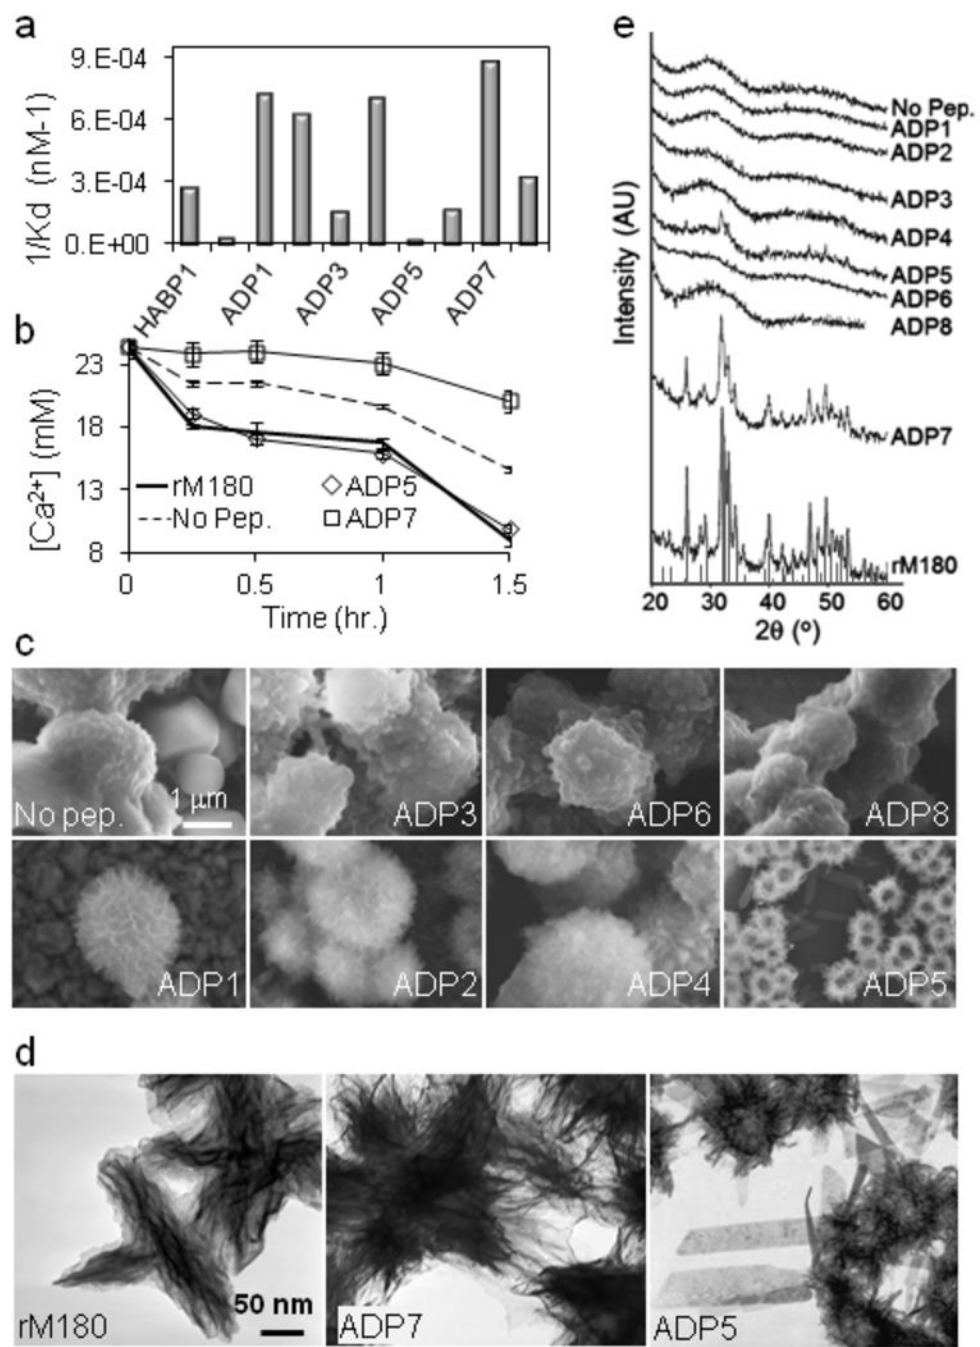 a
9.E-04
6.E-04
3.E-04
0.E+00
1/Kd (nM-1)
HABP1
ADP1
ADP3
ADP5
ADP7
b
23
18
13
8
[Ca²⁺] (mM)
rM180
ADP5
No Pep.
ADP7
0
0.5
1
1.5
Time (hr.)
e
Intensity (AU)
No Pep.
ADP1
ADP2
ADP3
ADP4
ADP5
ADP6
ADP8
ADP7
rM180
20 30 40 50 60
2θ (°)
c
No pep.
1 μm
ADP3
ADP6
ADP8
ADP1
ADP2
ADP4
ADP5
d
rM180
50 nm
ADP7
ADP5